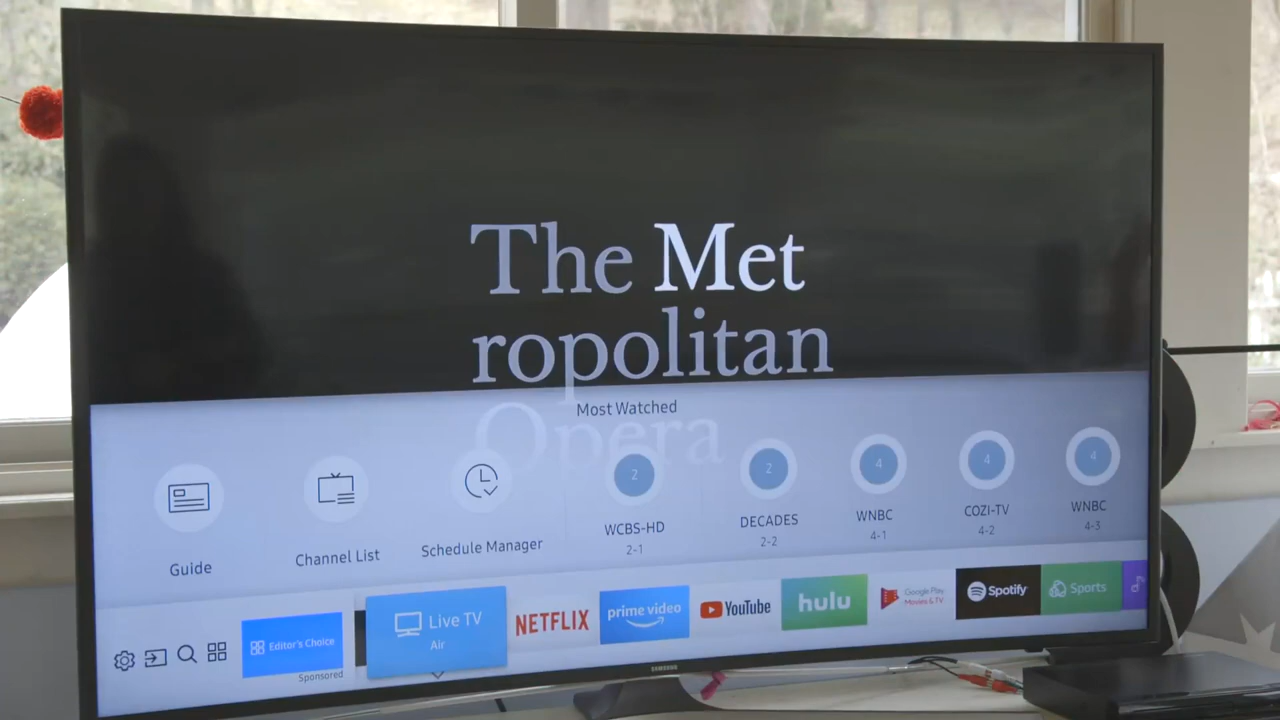 The Met
ropolitan
Opera
Most Watched
Guide
Channel List
Schedule Manager
2
WCBS-HD
2-1
2
DECADES
2-2
4
WNBC
4-1
4
COZI-TV
4-2
4
WNBC
4-3
Editor's Choice
Sponsored
Live TV
Air
NETFLIX
prime video
YouTube
hulu
Google Play
Movies & TV
Spotify
Sports
SAMSUNG